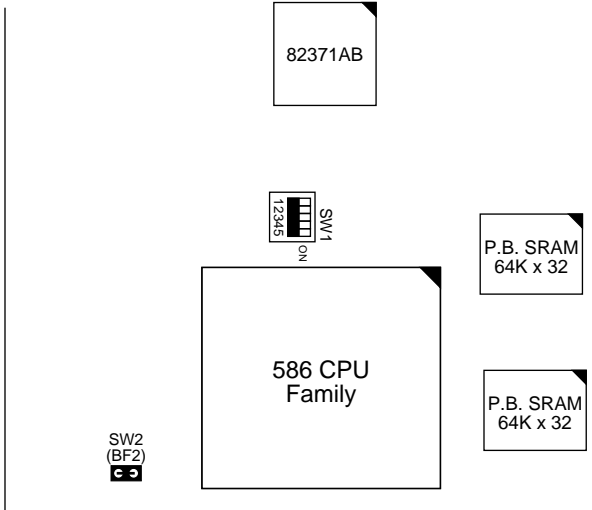 82371AB
12345
SW1
ON
P.B. SRAM
64K x 32
586 CPU
Family
P.B. SRAM
64K x 32
SW2
(BF2)